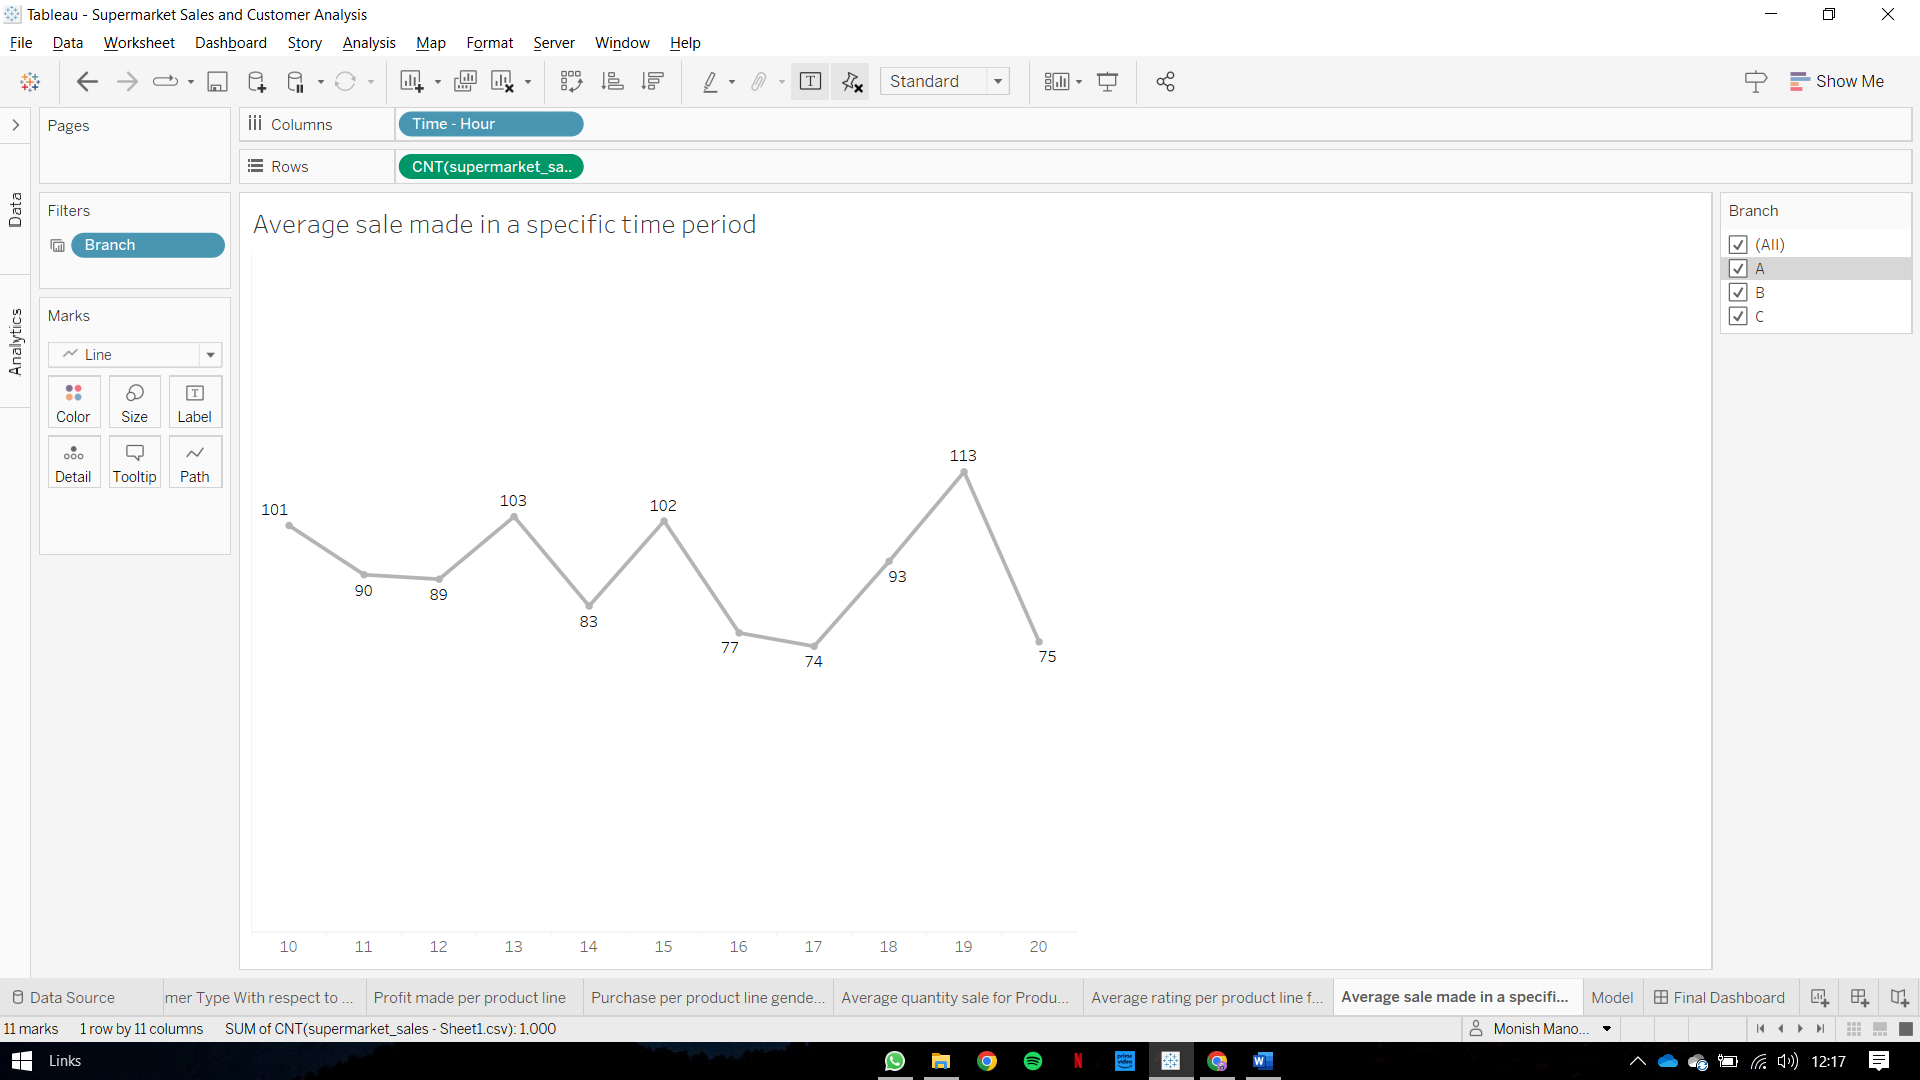 Tableau - Supermarket Sales and Customer Analysis
File Data Worksheet Dashboard Story Analysis Map Format Server Window Help
Standard
Show Me
Pages
Columns
Time - Hour
Rows
CNT(supermarket_sa..
Data
Analytics
Filters
Branch
Marks
Line
Color Size Label
Detail Tooltip Path
Average sale made in a specific time period
101
90
89
103
83
102
77
74
93
113
75
10 11 12 13 14 15 16 17 18 19 20
Branch
(All)
A
B
C
Data Source mer Type With respect to ... Profit made per product line Purchase per product line gende... Average quantity sale for Produ... Average rating per product line f... Average sale made in a specifi... Model Final Dashboard
11 marks 1 row by 11 columns SUM of CNT(supermarket_sales - Sheet1.csv): 1,000 Monish Mano...
Links
prime video
12:17